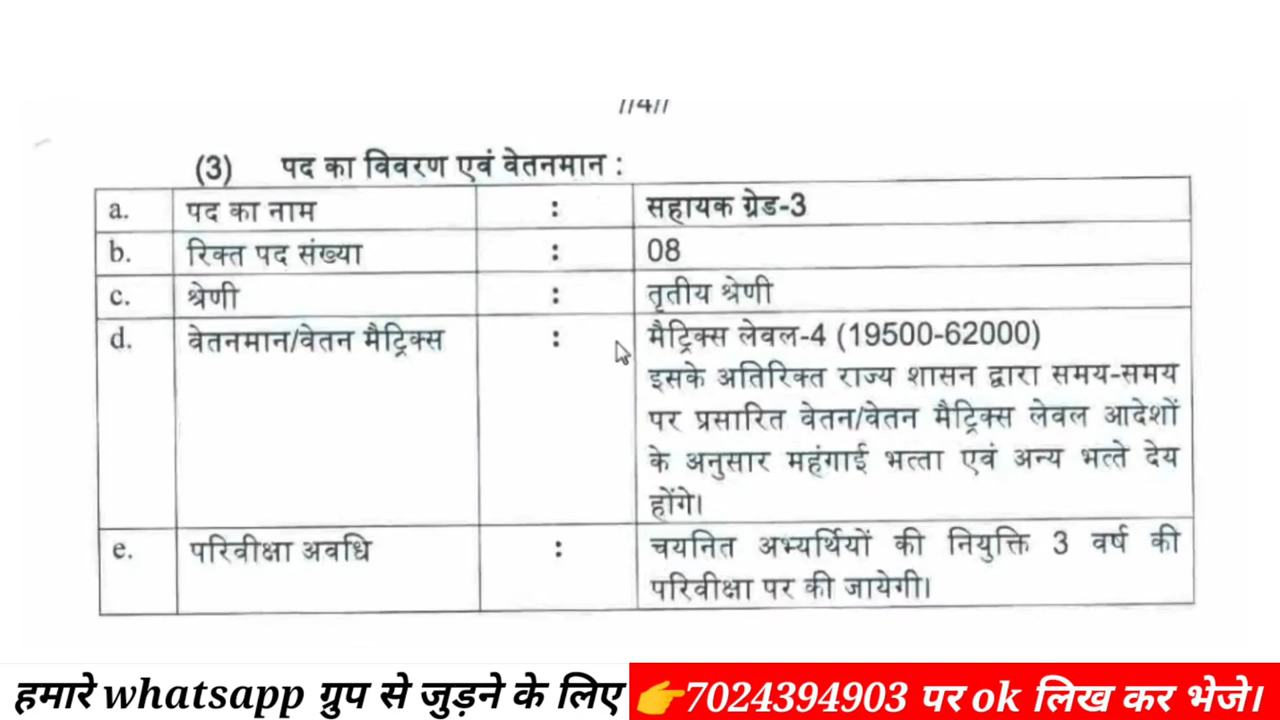 //4//
(3) पद का विवरण एवं वेतनमान :
a. पद का नाम : सहायक ग्रेड-3
b. रिक्त पद संख्या : 08
c. श्रेणी : तृतीय श्रेणी
d. वेतनमान/वेतन मैट्रिक्स : मैट्रिक्स लेवल-4 (19500-62000)
इसके अतिरिक्त राज्य शासन द्वारा समय-समय
पर प्रसारित वेतन/वेतन मैट्रिक्स लेवल आदेशों
के अनुसार महंगाई भत्ता एवं अन्य भत्ते देय
होंगे।
e. परिवीक्षा अवधि : चयनित अभ्यर्थियों की नियुक्ति 3 वर्ष की
परिवीक्षा पर की जायेगी।
हमारे whatsapp ग्रुप से जुड़ने के लिए 👉7024394903 पर ok लिख कर भेजे।